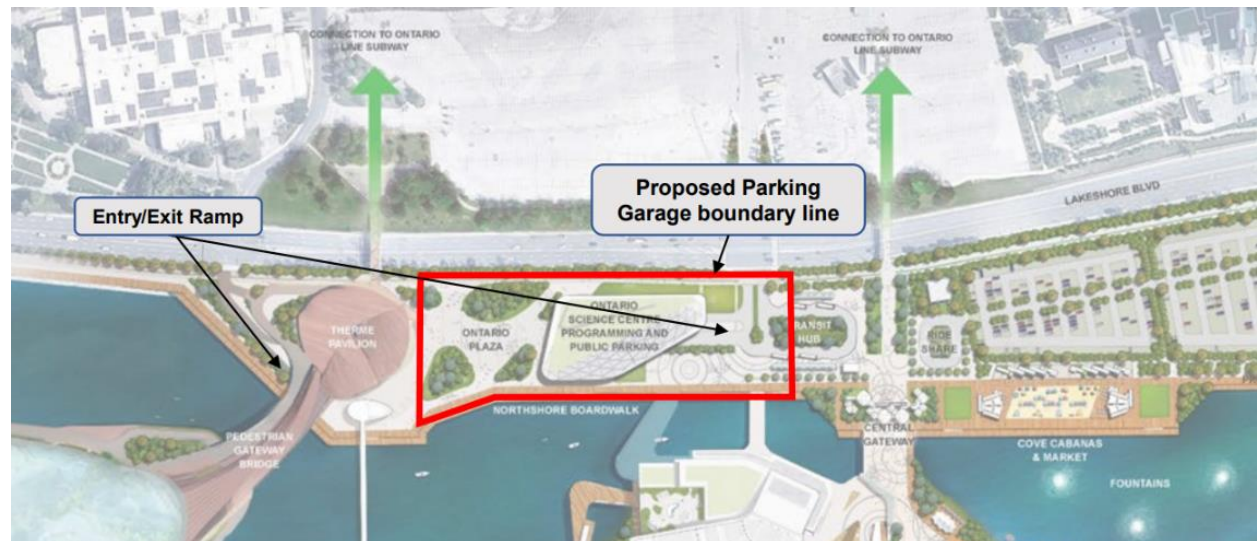 CONNECTION TO ONTARIO
LINE SUBWAY
CONNECTION TO ONTARIO
LINE SUBWAY
Proposed Parking
Garage boundary line
Entry/Exit Ramp
LAKESHORE BLVD
THERME
PAVILION
ONTARIO
PLAZA
ONTARIO
SCIENCE CENTRE
PROGRAMMING AND
PUBLIC PARKING
TRANSIT
HUB
RIDE
SHARE
NORTHSHORE BOARDWALK
PEDESTRIAN
GATEWAY
BRIDGE
CENTRAL
GATEWAY
COVE CABANAS
& MARKET
FOUNTAINS